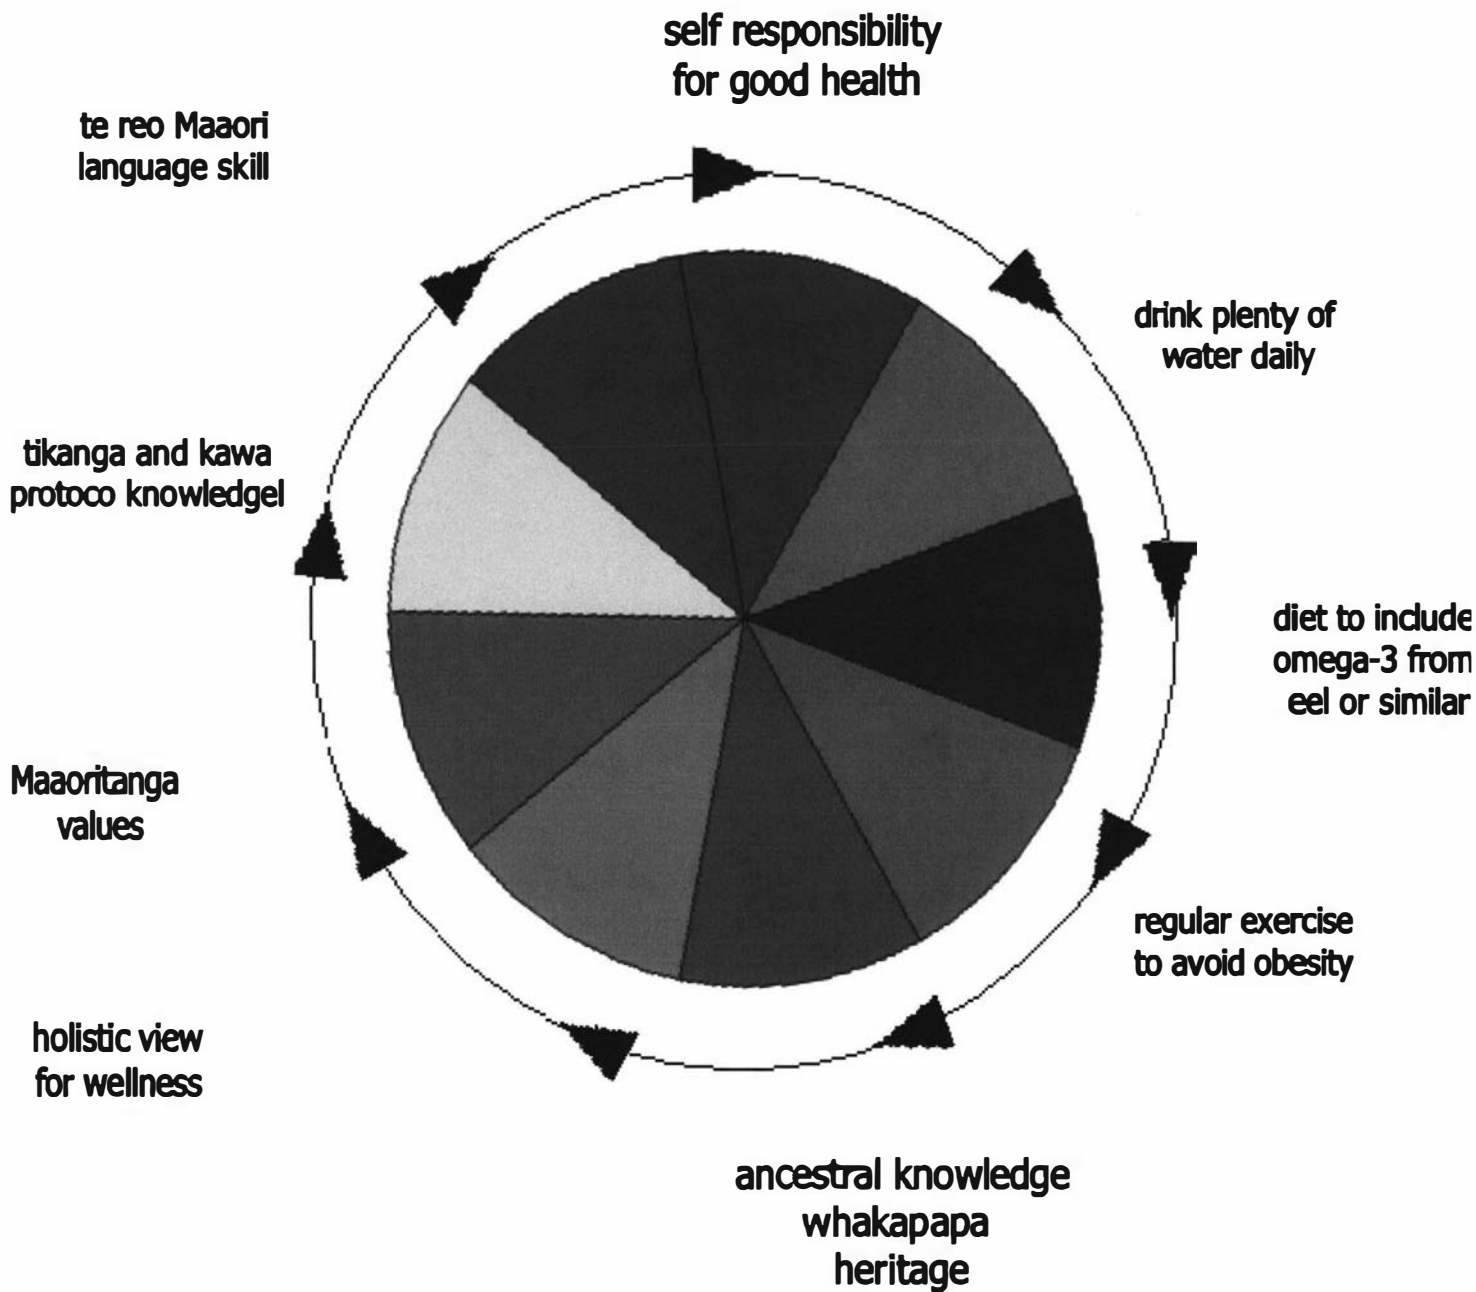 self responsibility
for good health
te reo Maaori
language skill
drink plenty of
water daily
tikanga and kawa
protoco knowledgel
diet to include
omega-3 from
eel or similar
Maaoritanga
values
regular exercise
to avoid obesity
holistic view
for wellness
ancestral knowledge
whakapapa
heritage